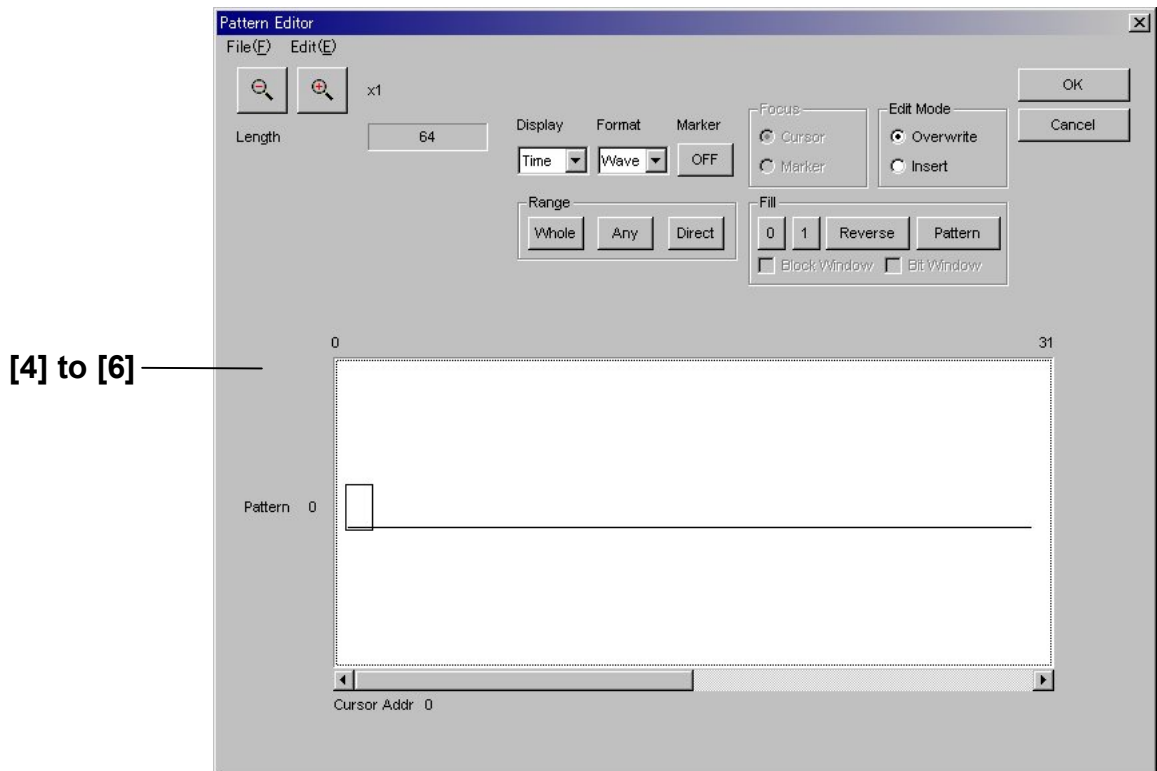 Pattern Editor
File(F) Edit(E)
x1
OK
Cancel
Length 64
Display Format Marker
Time Wave OFF
Focus
Cursor
Marker
Edit Mode
Overwrite
Insert
Range
Whole Any Direct
Fill
0 1 Reverse Pattern
Block Window Bit Window
0 31
[4] to [6]
Pattern 0
Cursor Addr 0